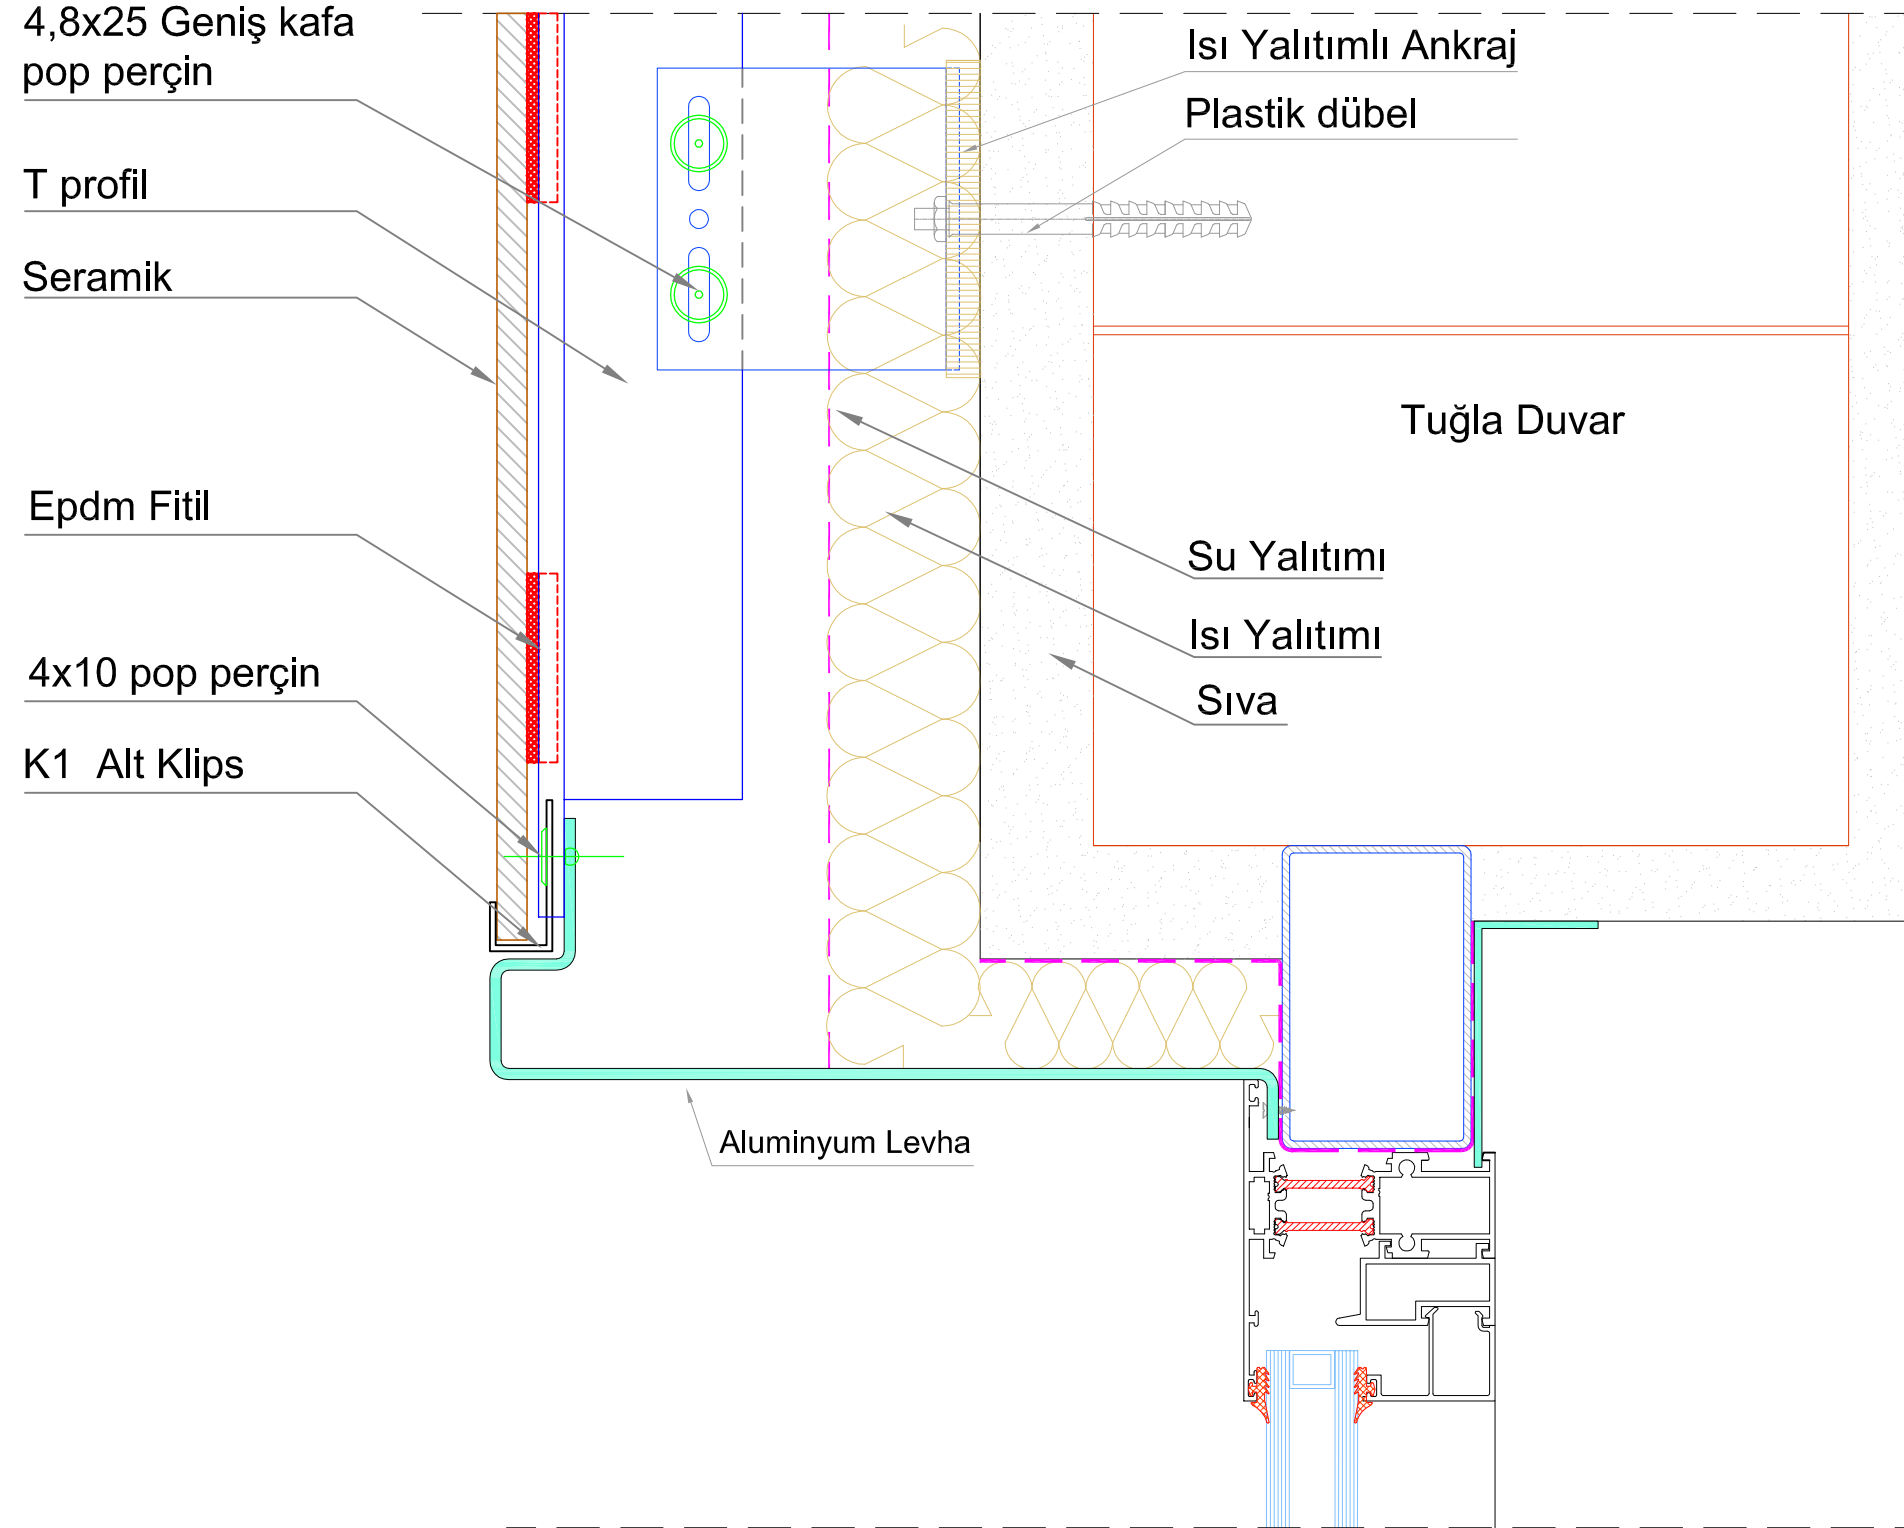 4,8x25 Geniş kafa
pop perçin
T profil
Seramik
Epdm Fitil
4x10 pop perçin
K1  Alt Klips
Isı Yalıtımlı Ankraj
Plastik dübel
Tuğla Duvar
Su Yalıtımı
Isı Yalıtımı
Sıva
Aluminyum Levha